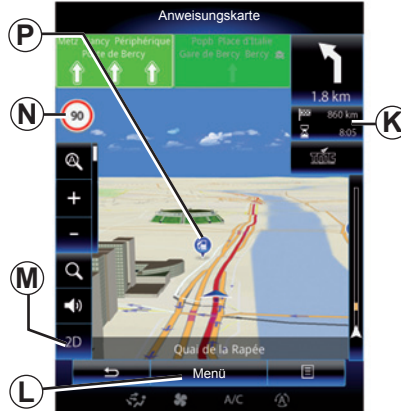 Anweisungskarte
Metz Nancy Périphérique
Porte de Bercy
Popb Place d'Italie
Gare de Bercy Bercy
P
1.8 km
N
90
860 km
K
8:05
+
-
M
2D
Quai de la Rapée
L
Menü
A/C